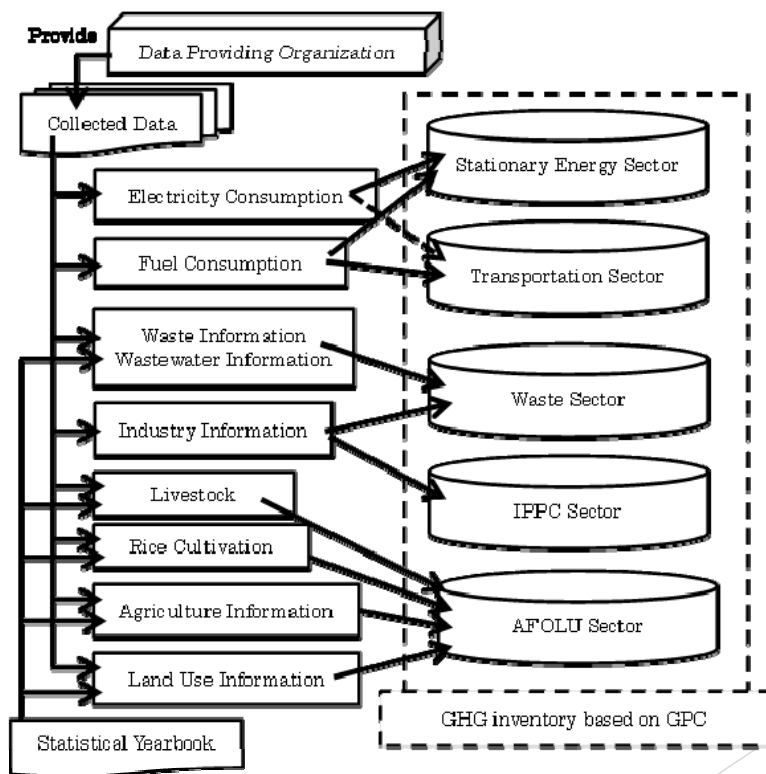 Provide
Data Providing Organization
Collected Data
Electricity Consumption
Fuel Consumption
Waste Information
Wastewater Information
Industry Information
Livestock
Rice Cultivation
Agriculture Information
Land Use Information
Statistical Yearbook
Stationary Energy Sector
Transportation Sector
Waste Sector
IPPC Sector
AFOLU Sector
GHG inventory based on GPC